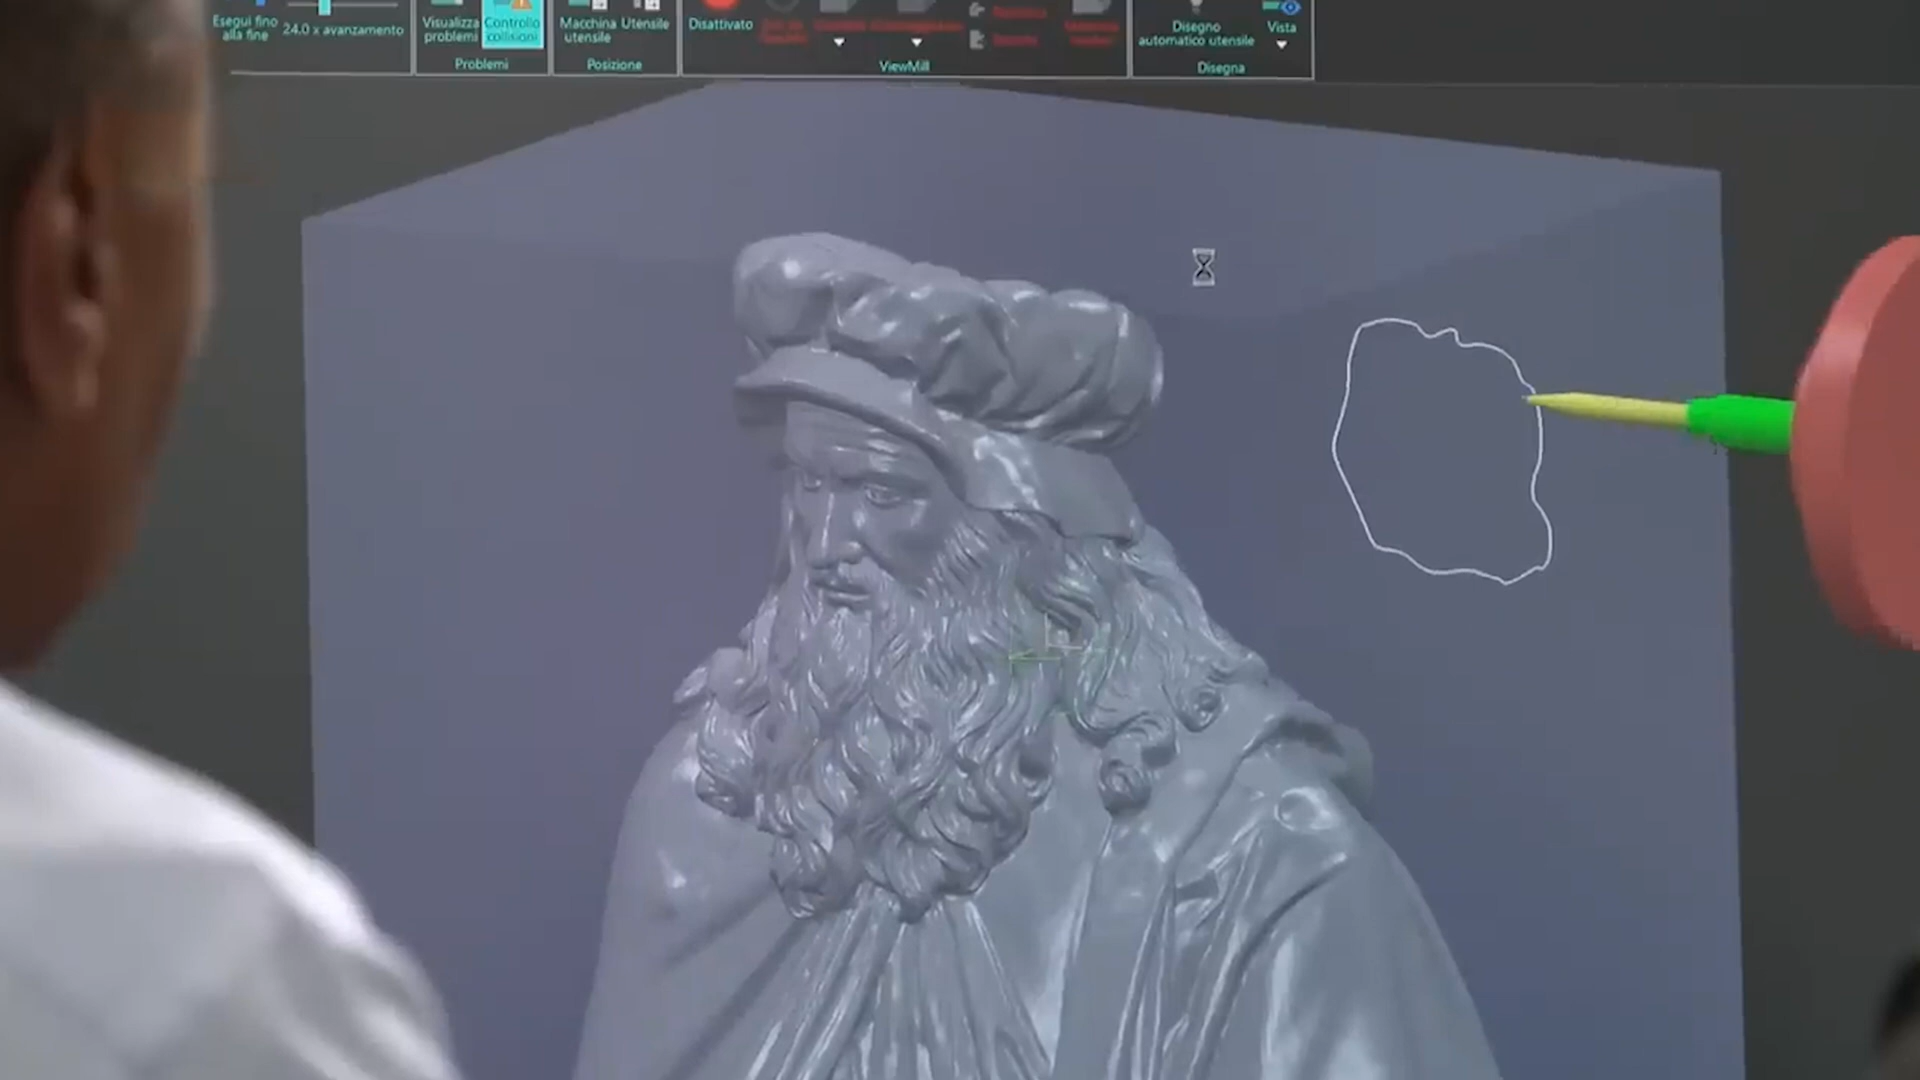 Esegui fino
alla fine
24.0 x avanzamento
Visualizza
problemi
Controllo
collisioni
Problemi
Macchina
utensile
Utensile
Posizione
Disattivato
ViewMill
Disegno
automatico utensile
Vista
Disegna